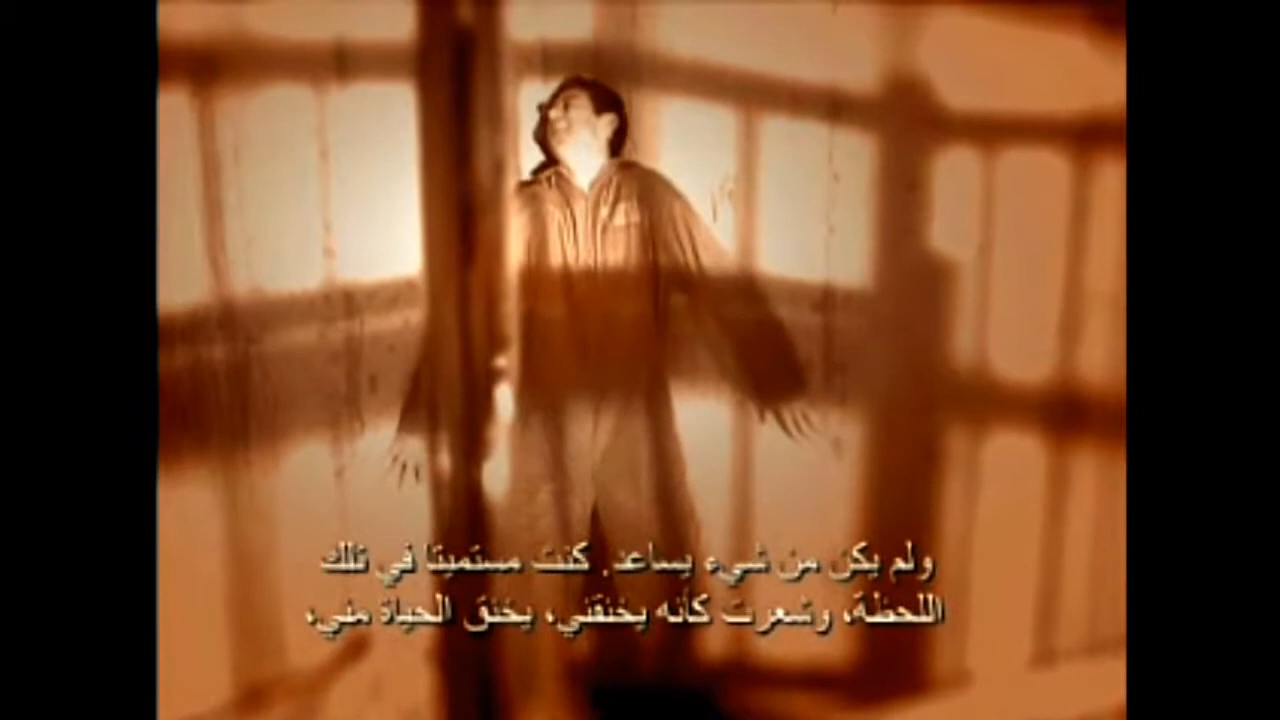 ولم يكن من شيء يساعد. كنت مستميتا في تلك
اللحظة، وشعرت كأنه يخنقني، يخنق الحياة مني،